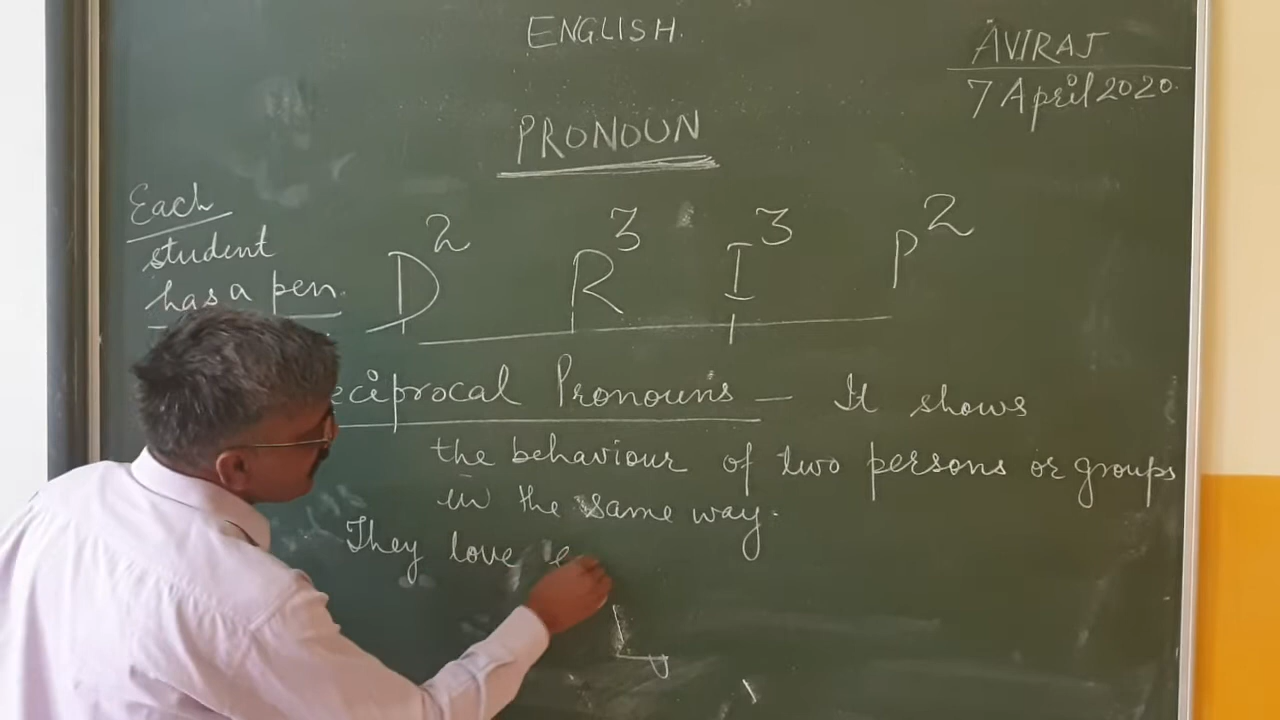 ENGLISH.
AVIRAJ
7 April 2020.
PRONOUN
Each
student
has a pen.
D² R³ I³ P²
eciprocal Pronouns — It shows
the behaviour of two persons or groups
in the same way.
They love e